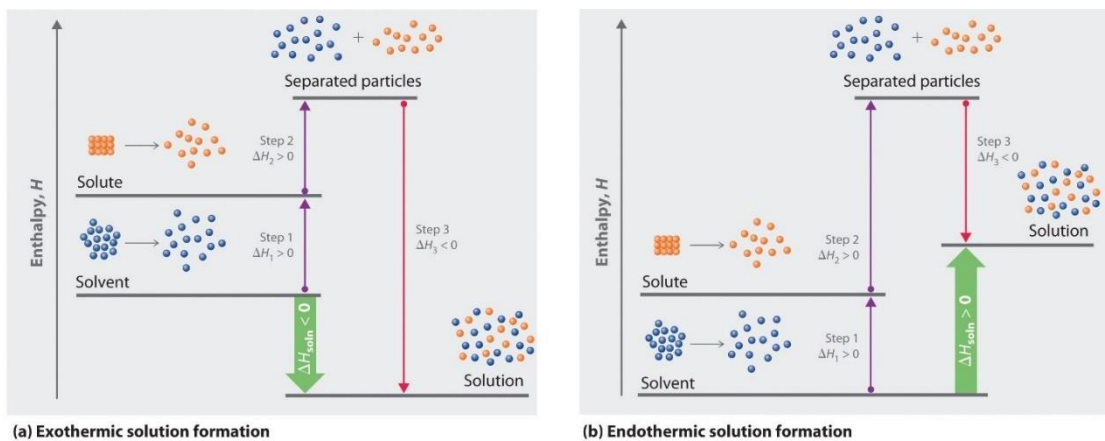 Enthalpy, H
+
Separated particles
Step 2
ΔH₂ > 0
Solute
Step 1
ΔH₁ > 0
Step 3
ΔH₃ < 0
Solvent
ΔHsoln < 0
Solution
(a) Exothermic solution formation
Enthalpy, H
+
Separated particles
Step 3
ΔH₃ < 0
Solution
Step 2
ΔH₂ > 0
Solute
Step 1
ΔH₁ > 0
ΔHsoln > 0
Solvent
(b) Endothermic solution formation